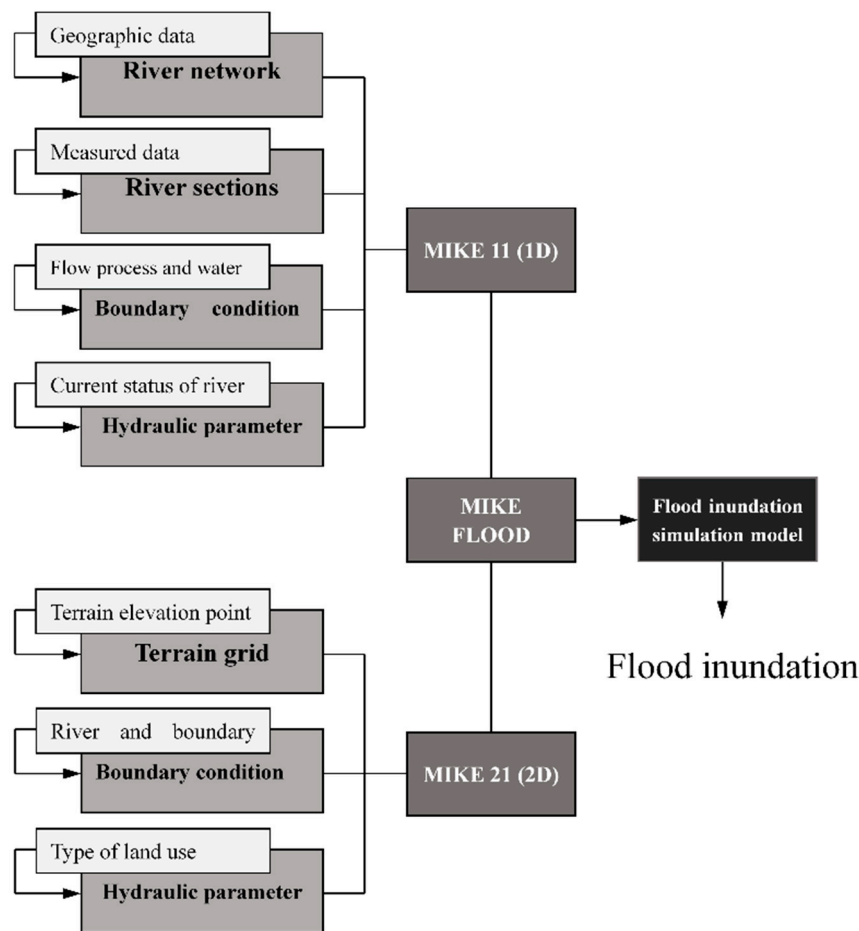 Geographic data
River network
Measured data
River sections
Flow process and water
Boundary condition
Current status of river
Hydraulic parameter
MIKE 11 (1D)
MIKE
FLOOD
Flood inundation
simulation model
Flood inundation
Terrain elevation point
Terrain grid
River and boundary
Boundary condition
MIKE 21 (2D)
Type of land use
Hydraulic parameter